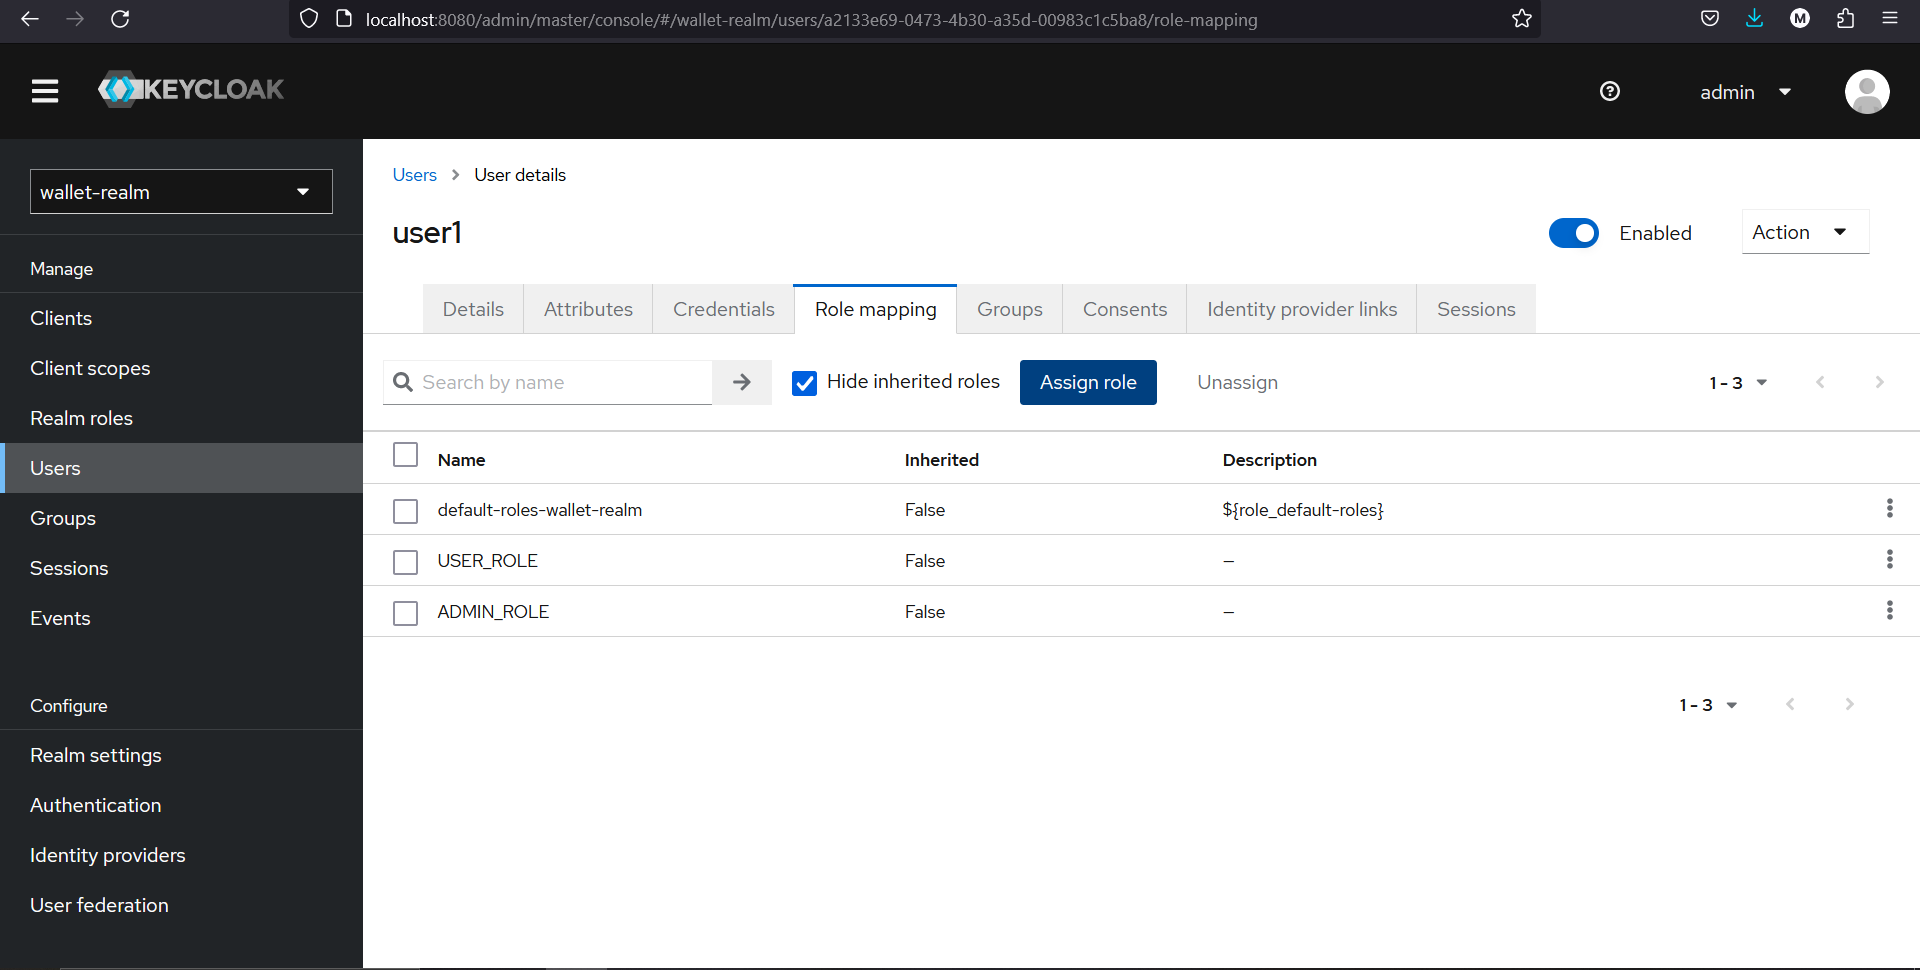 localhost:8080/admin/master/console/#/wallet-realm/users/a2133e69-0473-4b30-a35d-00983c1c5ba8/role-mapping
M
KEYCLOAK
admin
wallet-realm
Manage
Clients
Client scopes
Realm roles
Users
Groups
Sessions
Events
Configure
Realm settings
Authentication
Identity providers
User federation
Users > User details
user1
Enabled
Action
Details Attributes Credentials Role mapping Groups Consents Identity provider links Sessions
Search by name
Hide inherited roles
Assign role
Unassign
1 - 3
Name Inherited Description
default-roles-wallet-realm False ${role_default-roles}
USER_ROLE False –
ADMIN_ROLE False –
1 - 3